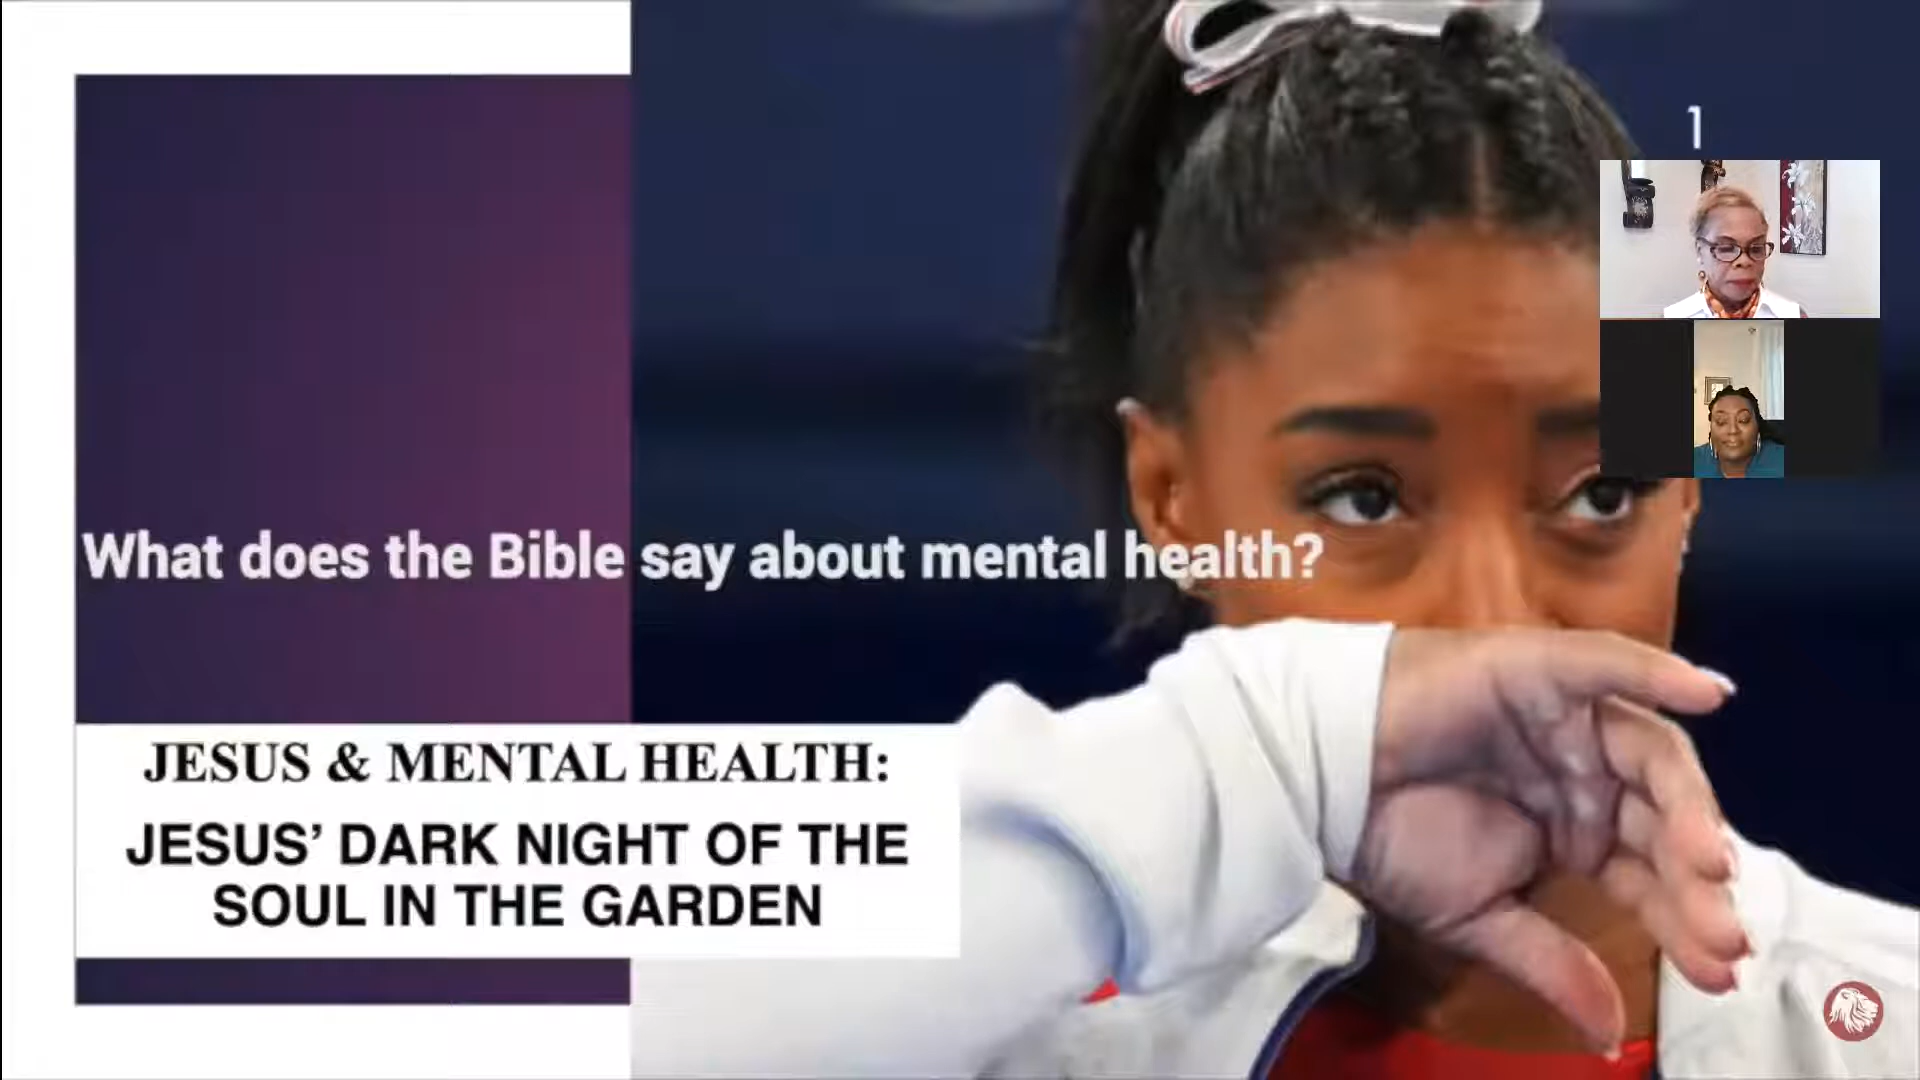 1
What does the Bible say about mental health?
JESUS & MENTAL HEALTH:
JESUS’ DARK NIGHT OF THE
SOUL IN THE GARDEN